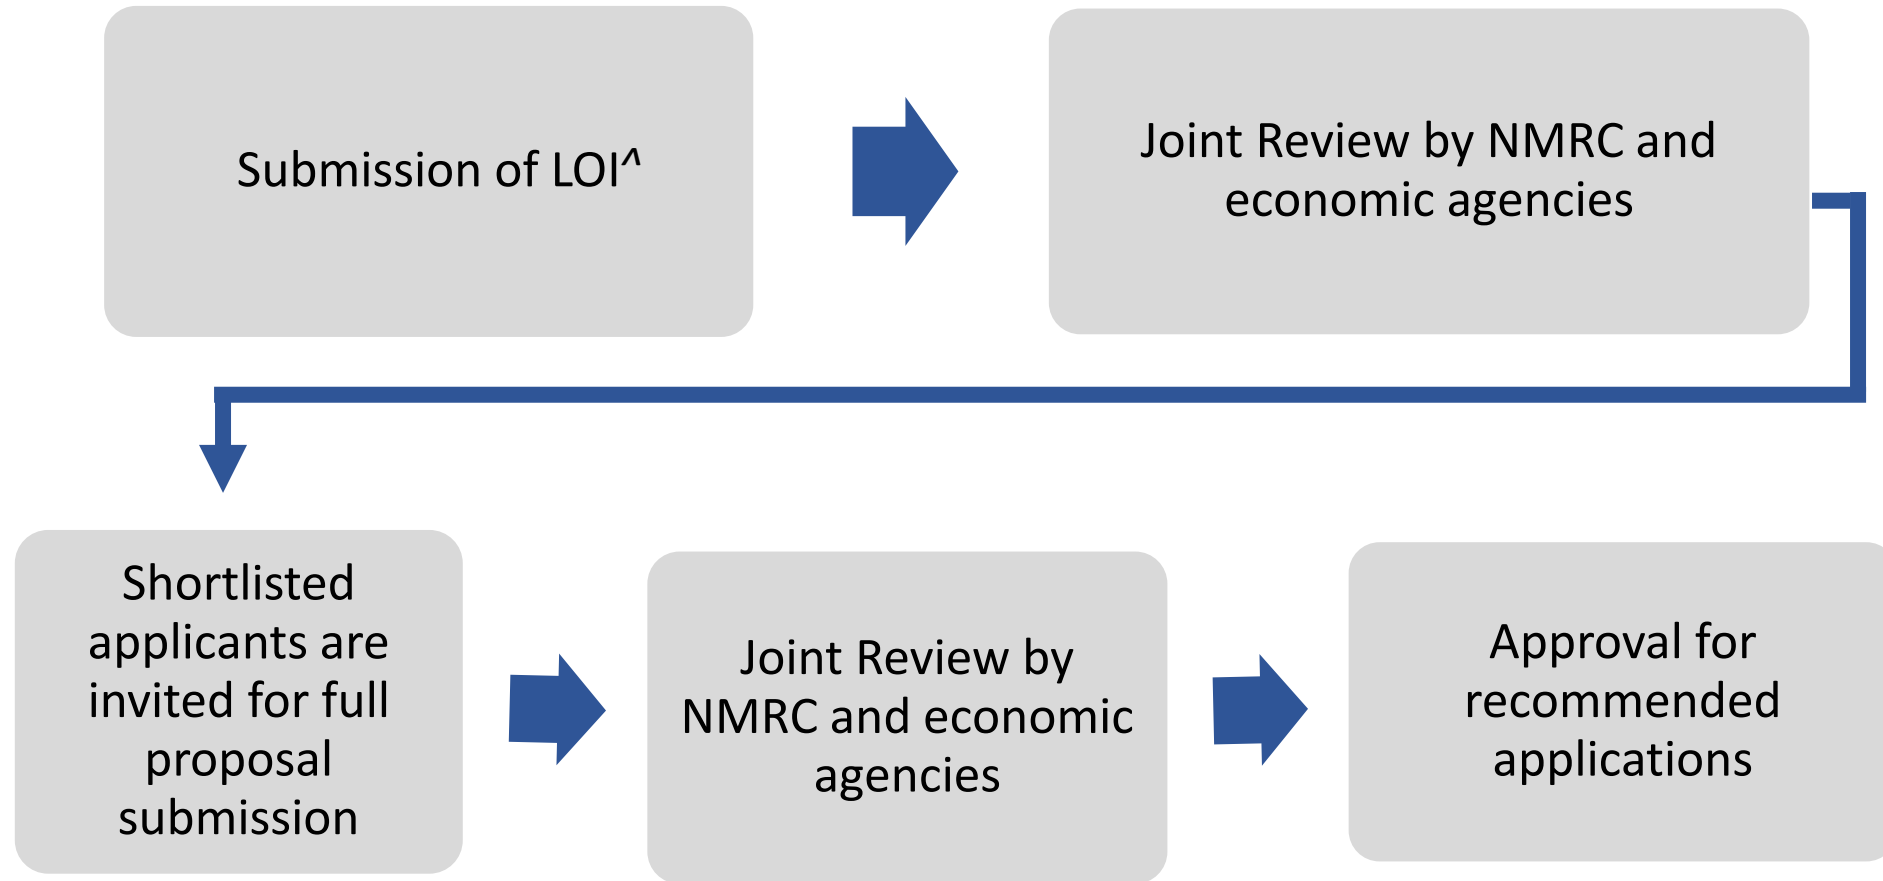 Submission of LOI^
Joint Review by NMRC and
economic agencies
Shortlisted
applicants are
invited for full
proposal
submission
Joint Review by
NMRC and economic
agencies
Approval for
recommended
applications